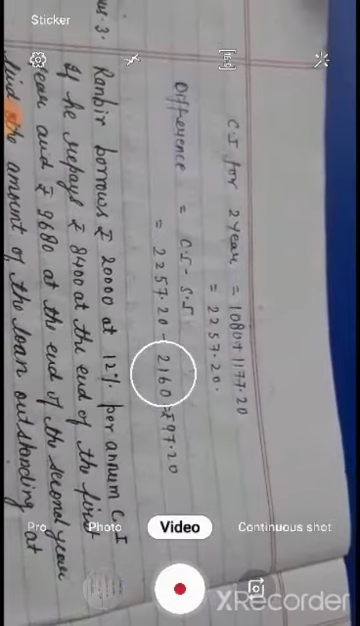 Sticker
C.I for 2 year = 1080+1177.20
= 2257.20.
Difference = C.I - S.I
= 2257.20 - 2160 = ₹97.20
3. Ranbir borrows ₹ 20000 at 12% per annum C.I
If he repays ₹ 8400 at the end of the first
year and ₹ 9680 at the end of the second year
find the amount of the loan outstanding at
Pro
Photo
Video
Continuous shot
XRecorder